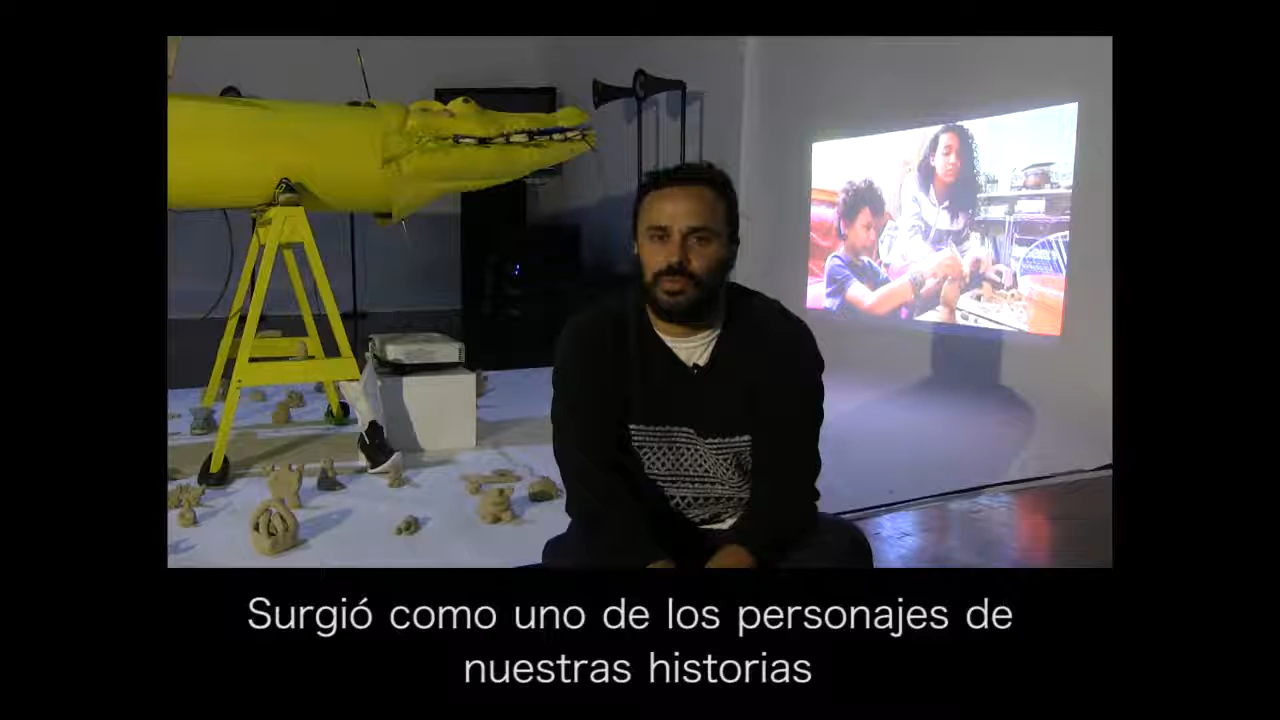 Surgió como uno de los personajes de
nuestras historias